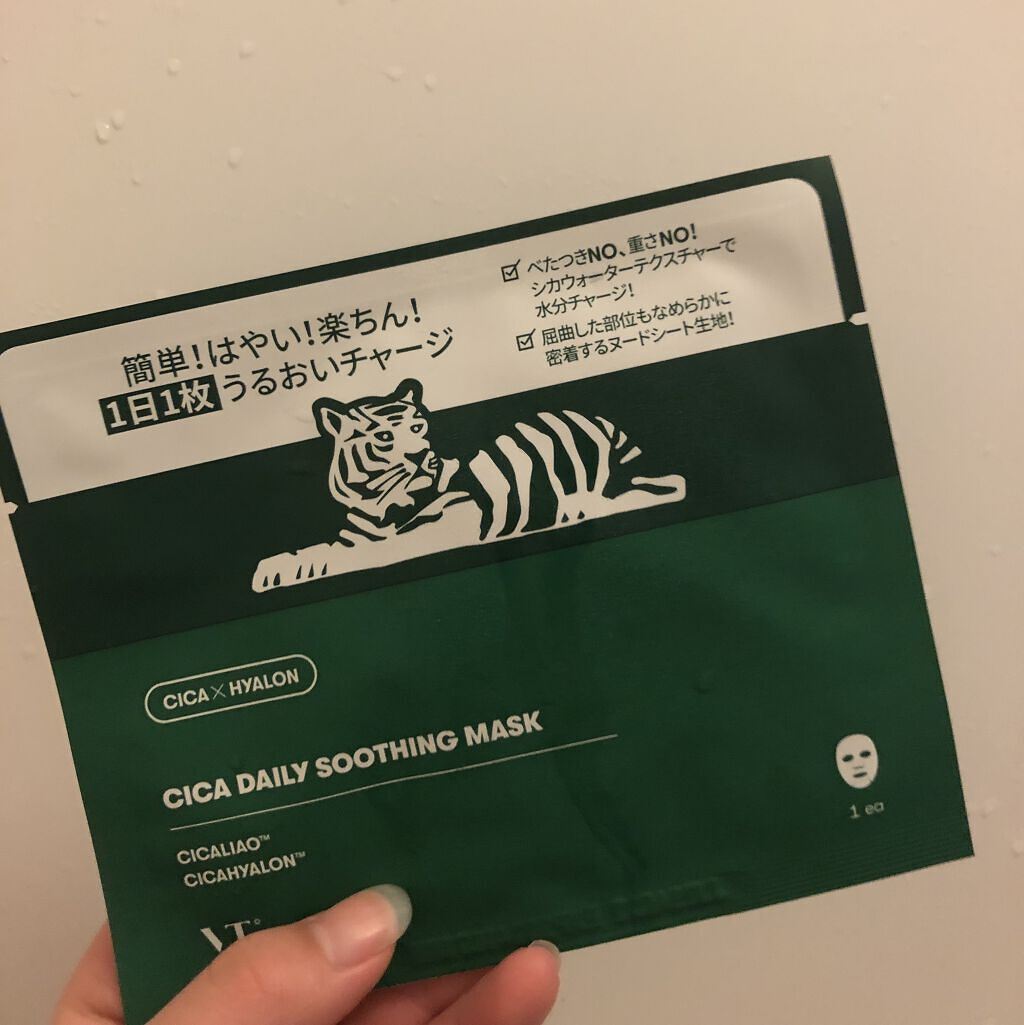 簡単!はやい!楽ちん!
1日1枚うるおいチャージ
べたつきNO、重さNO!
シカウォーターテクスチャーで
水分チャージ!
屈曲した部位もなめらかに
密着するヌードシート生地!
CICA×HYALON
CICA DAILY SOOTHING MASK
CICALIAO™
CICAHYALON™
1 ea
VT°